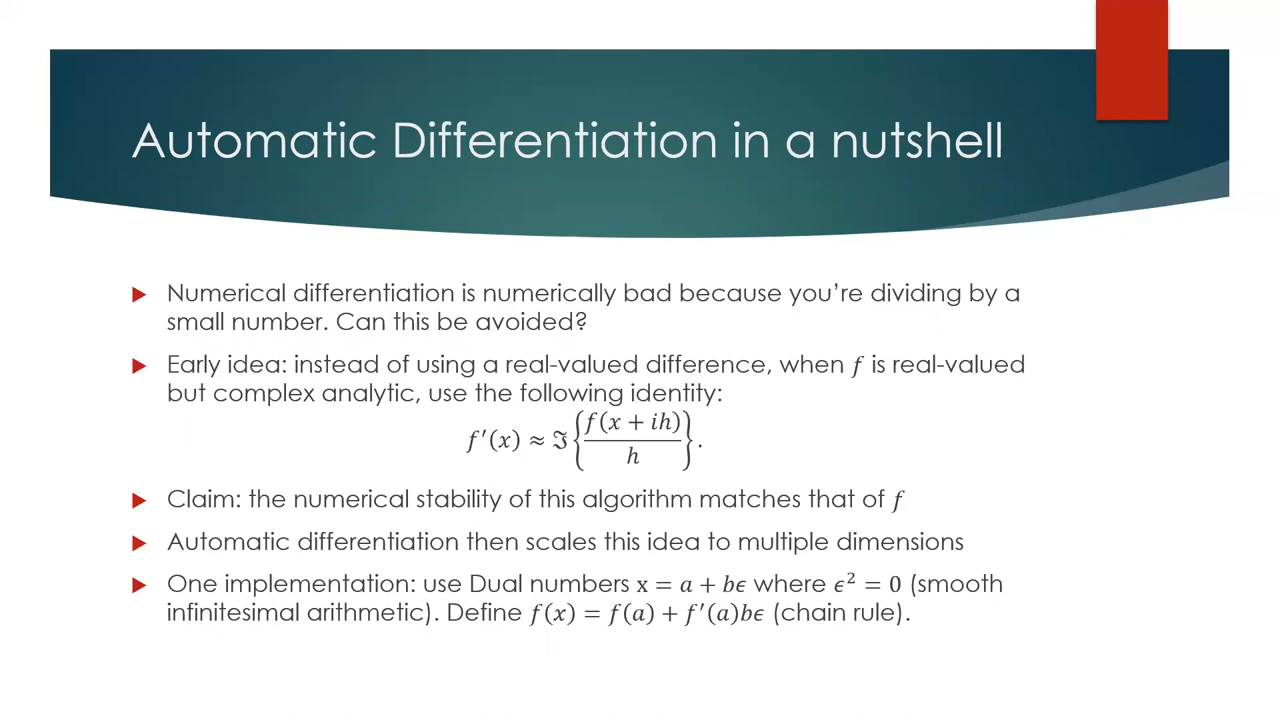 Automatic Differentiation in a nutshell
Numerical differentiation is numerically bad because you’re dividing by a
small number. Can this be avoided?
Early idea: instead of using a real-valued difference, when 𝑓 is real-valued
but complex analytic, use the following identity:
𝑓′(𝑥) ≈ ℑ {𝑓(𝑥 + 𝑖ℎ) / ℎ}.
Claim: the numerical stability of this algorithm matches that of 𝑓
Automatic differentiation then scales this idea to multiple dimensions
One implementation: use Dual numbers x = 𝑎 + 𝑏𝜖 where 𝜖² = 0 (smooth
infinitesimal arithmetic). Define 𝑓(𝑥) = 𝑓(𝑎) + 𝑓′(𝑎)𝑏𝜖 (chain rule).